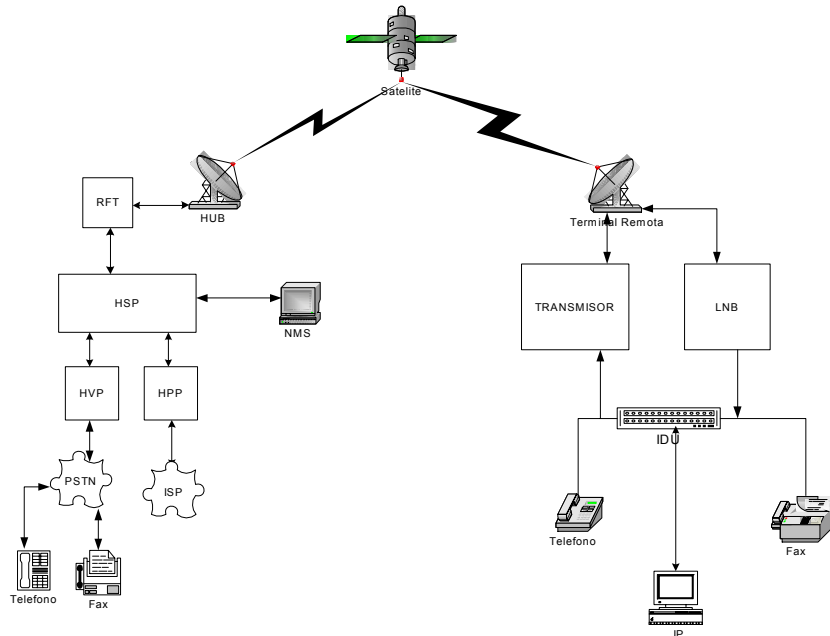 Satelite
RFT
HUB
Terminal Remota
HSP
NMS
TRANSMISOR
LNB
HVP
HPP
IDU
PSTN
ISP
Telefono
Fax
Telefono
Fax
IP